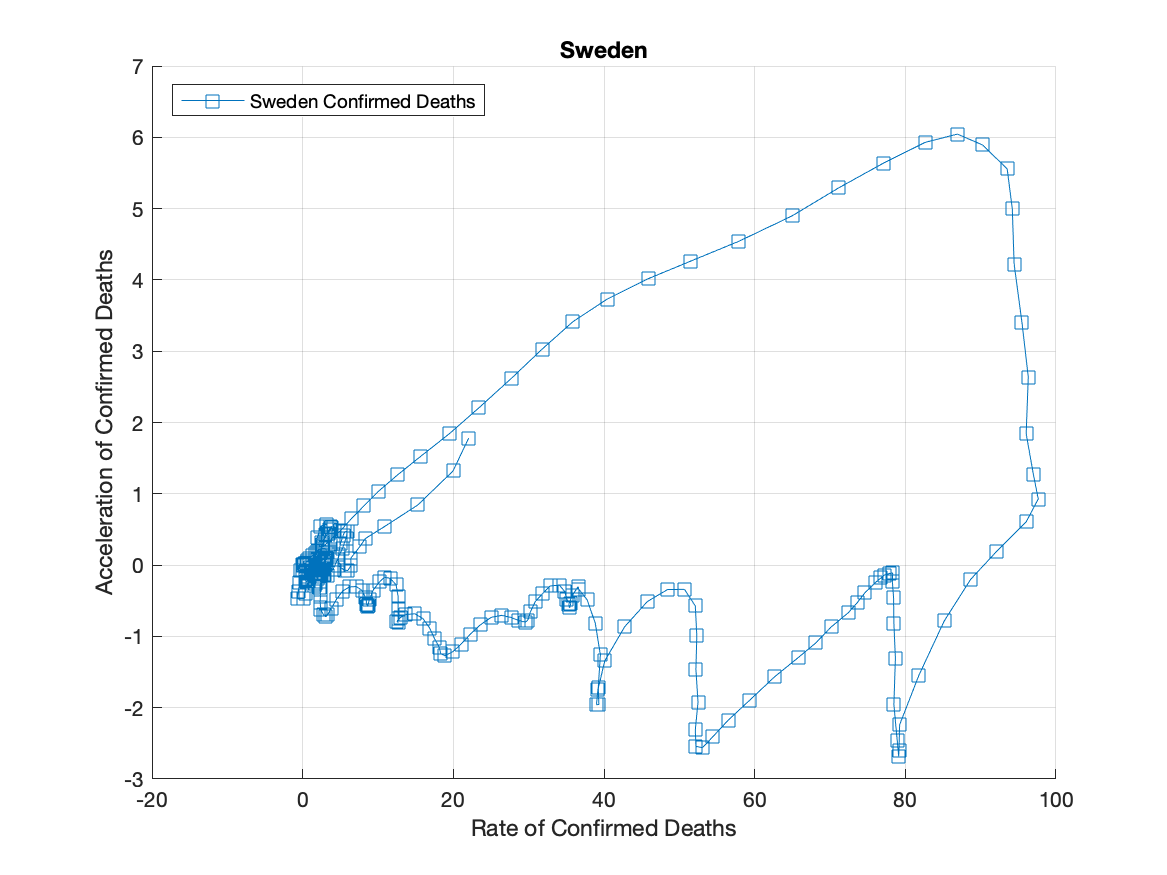 Sweden
7
Sweden Confirmed Deaths
6
5
4
3
2
1
0
-1
-2
-3
Acceleration of Confirmed Deaths
-20 0 20 40 60 80 100
Rate of Confirmed Deaths